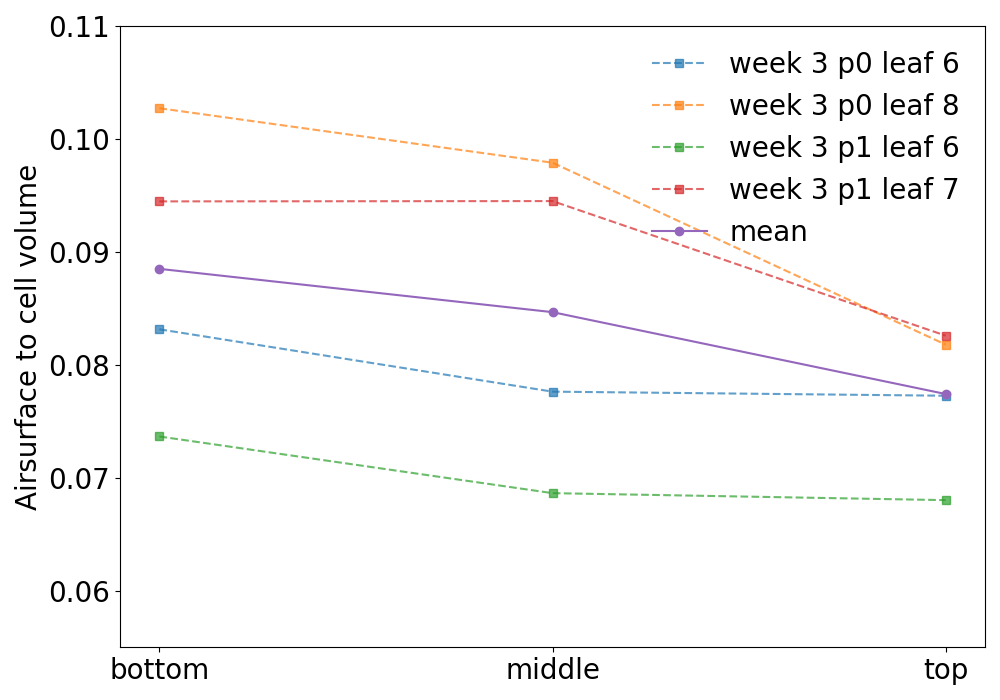 0.11
0.10
0.09
0.08
0.07
0.06
Airsurface to cell volume
week 3 p0 leaf 6
week 3 p0 leaf 8
week 3 p1 leaf 6
week 3 p1 leaf 7
mean
bottom
middle
top